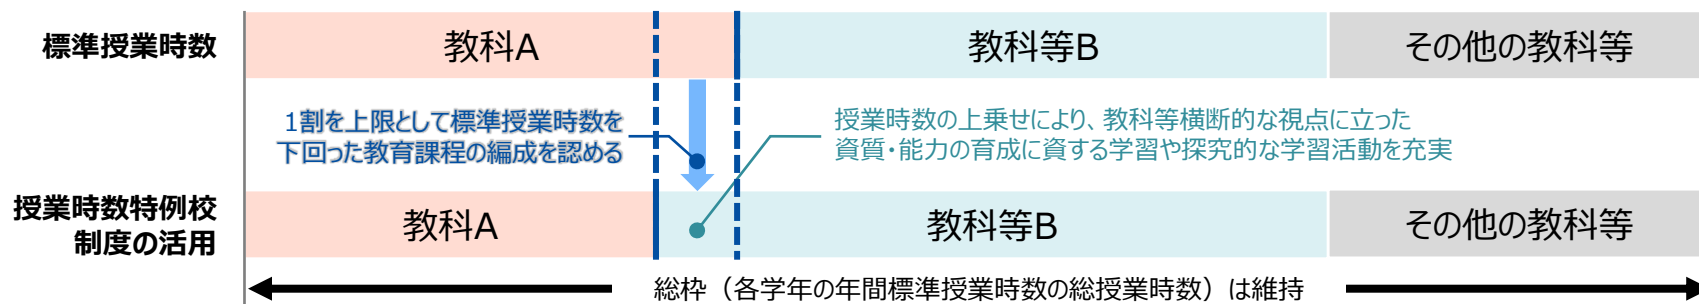 標準授業時数
教科A
教科等B
その他の教科等
1割を上限として標準授業時数を
下回った教育課程の編成を認める
授業時数の上乗せにより、教科等横断的な視点に立った
資質・能力の育成に資する学習や探究的な学習活動を充実
授業時数特例校
制度の活用
教科A
教科等B
その他の教科等
総枠（各学年の年間標準授業時数の総授業時数）は維持